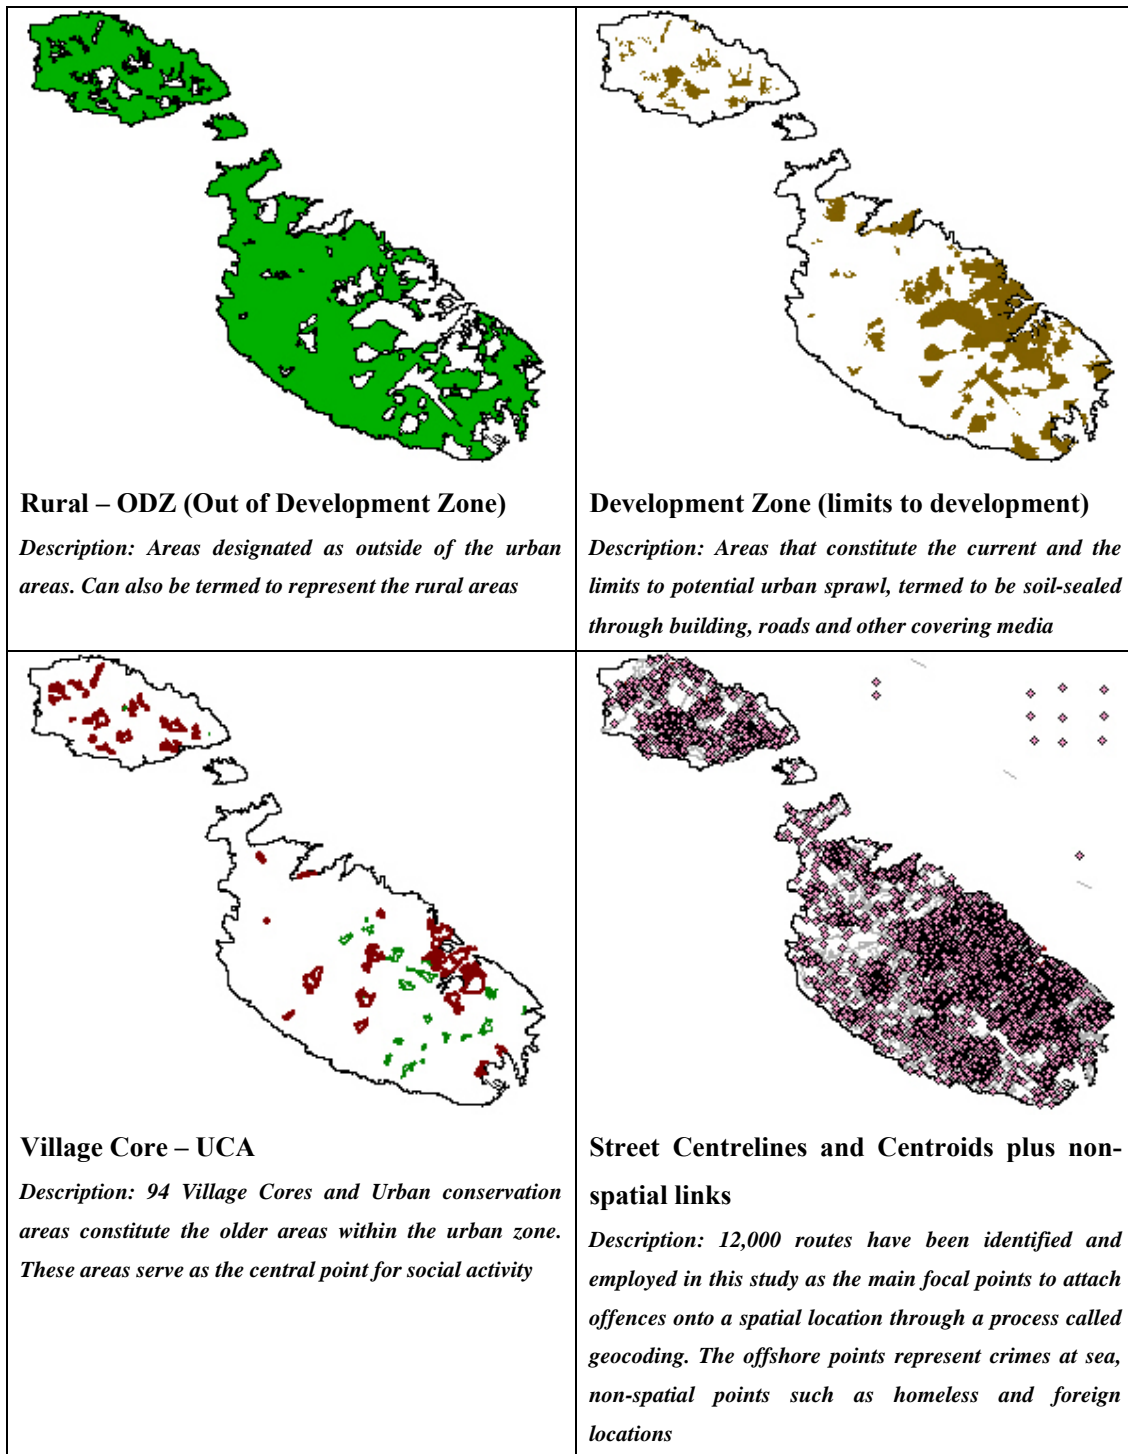 Rural – ODZ (Out of Development Zone)
Description: Areas designated as outside of the urban
areas. Can also be termed to represent the rural areas
Development Zone (limits to development)
Description: Areas that constitute the current and the
limits to potential urban sprawl, termed to be soil-sealed
through building, roads and other covering media
Village Core – UCA
Description: 94 Village Cores and Urban conservation
areas constitute the older areas within the urban zone.
These areas serve as the central point for social activity
Street Centrelines and Centroids plus non-
spatial links
Description: 12,000 routes have been identified and
employed in this study as the main focal points to attach
offences onto a spatial location through a process called
geocoding. The offshore points represent crimes at sea,
non-spatial points such as homeless and foreign
locations